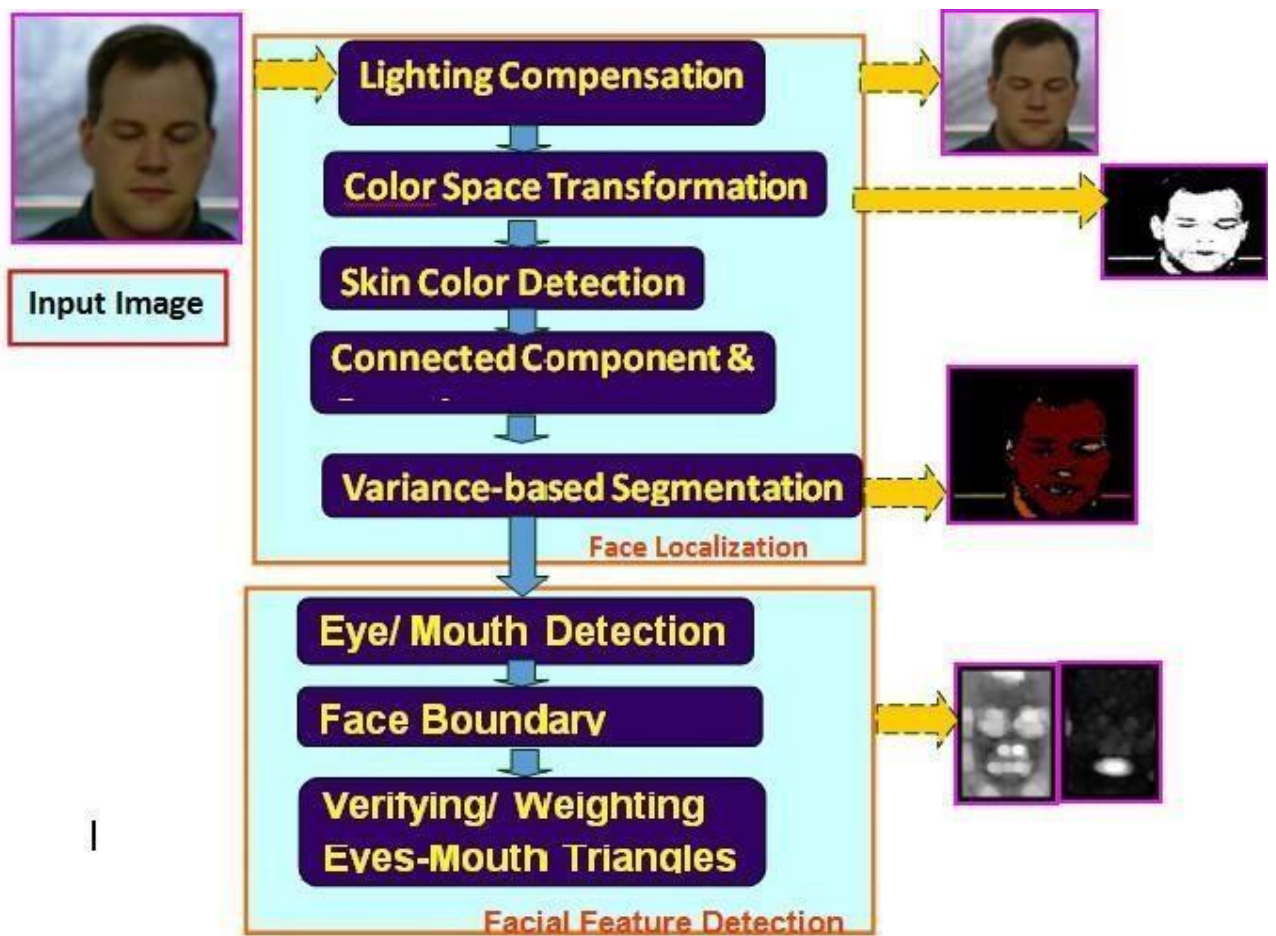 Input Image
Lighting Compensation
Color Space Transformation
Skin Color Detection
Connected Component &
Variance-based Segmentation
Face Localization
Eye/ Mouth Detection
Face Boundary
Verifying/ Weighting
Eyes-Mouth Triangles
Facial Feature Detection